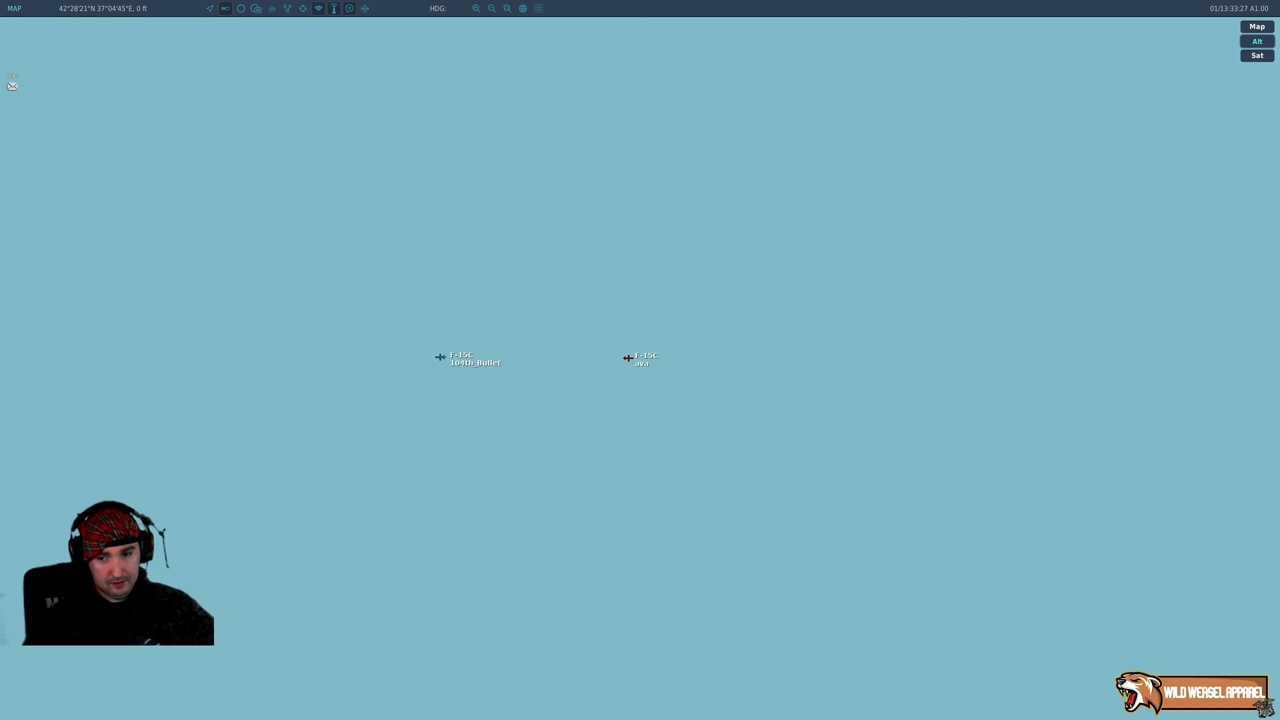 MAP
42°28'21"N 37°04'45"E, 0 ft
HDG:
01/13:33:27 A1.00
Map
Alt
Sat
F-15C
104th_Bullet
F-15C
ava
WILD WEASEL APPAREL